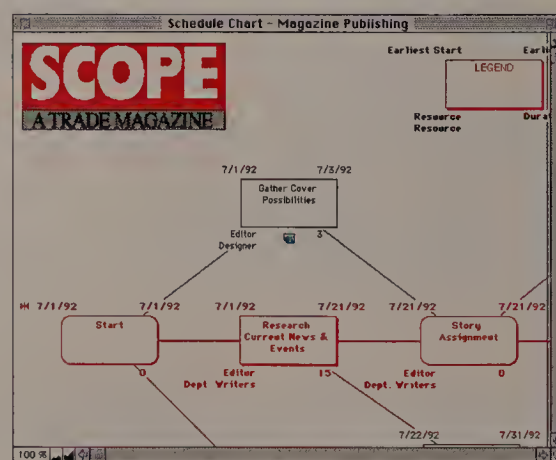 Schedule Chart - Magazine Publishing
SCOPE
A TRADE MAGAZINE
Earliest Start
LEGEND
Resource
Resource
7/1/92 7/3/92
Gather Cover
Possibilities
Editor 3
Designer
7/1/92 7/1/92 7/1/92 7/21/92 7/21/92 7/21/92
Start
Research
Current News &
Events
Story
Assignment
0 Editor 15 Editor 0
Dept. Writers Dept. Writers
7/22/92 7/31/92
100 %